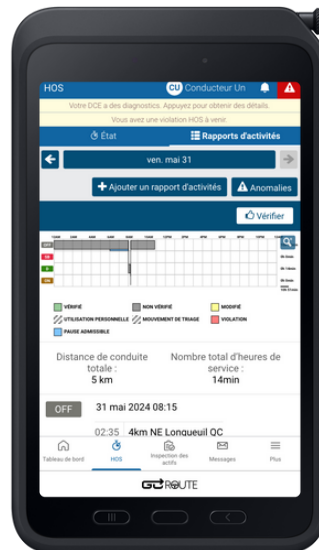 HOS
CU Conducteur Un
Votre DCE a des diagnostics. Appuyez pour obtenir des détails.
Vous avez une violation HOS à venir
État
Rapports d'activités
ven. mai 31
Ajouter un rapport d'activités
Anomalies
Vérifier
OFF
SB
D
ON
VÉRIFIÉ
NON VÉRIFIÉ
MODIFIÉ
UTILISATION PERSONNELLE
MOUVEMENT DE TRIAGE
VIOLATION
PAUSE ADMISSIBLE
Distance de conduite totale :
5 km
Nombre total d'heures de service :
14min
OFF
31 mai 2024 08:15
02:35 4km NE Longueuil QC
Tableau de bord
HOS
Inspection des actifs
Messages
Plus
GO ROUTE